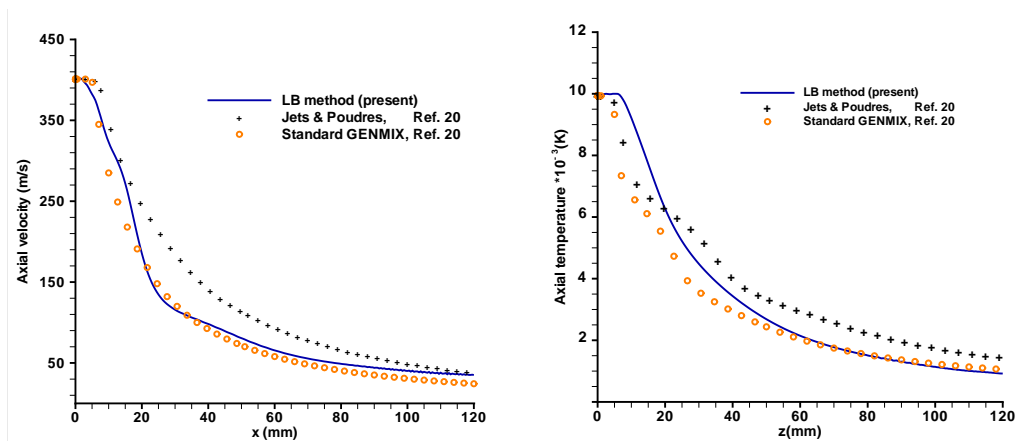 450
350
250
150
50
0
20
40
60
80
100
120
x (mm)
Axial velocity (m/s)
LB method (present)
Jets & Poudres, Ref. 20
Standard GENMIX, Ref. 20
12
10
8
6
4
2
0
20
40
60
80
100
120
z(mm)
Axial temperature *10⁻³(K)
LB method (present)
Jets & Poudres, Ref. 20
Standard GENMIX, Ref. 20